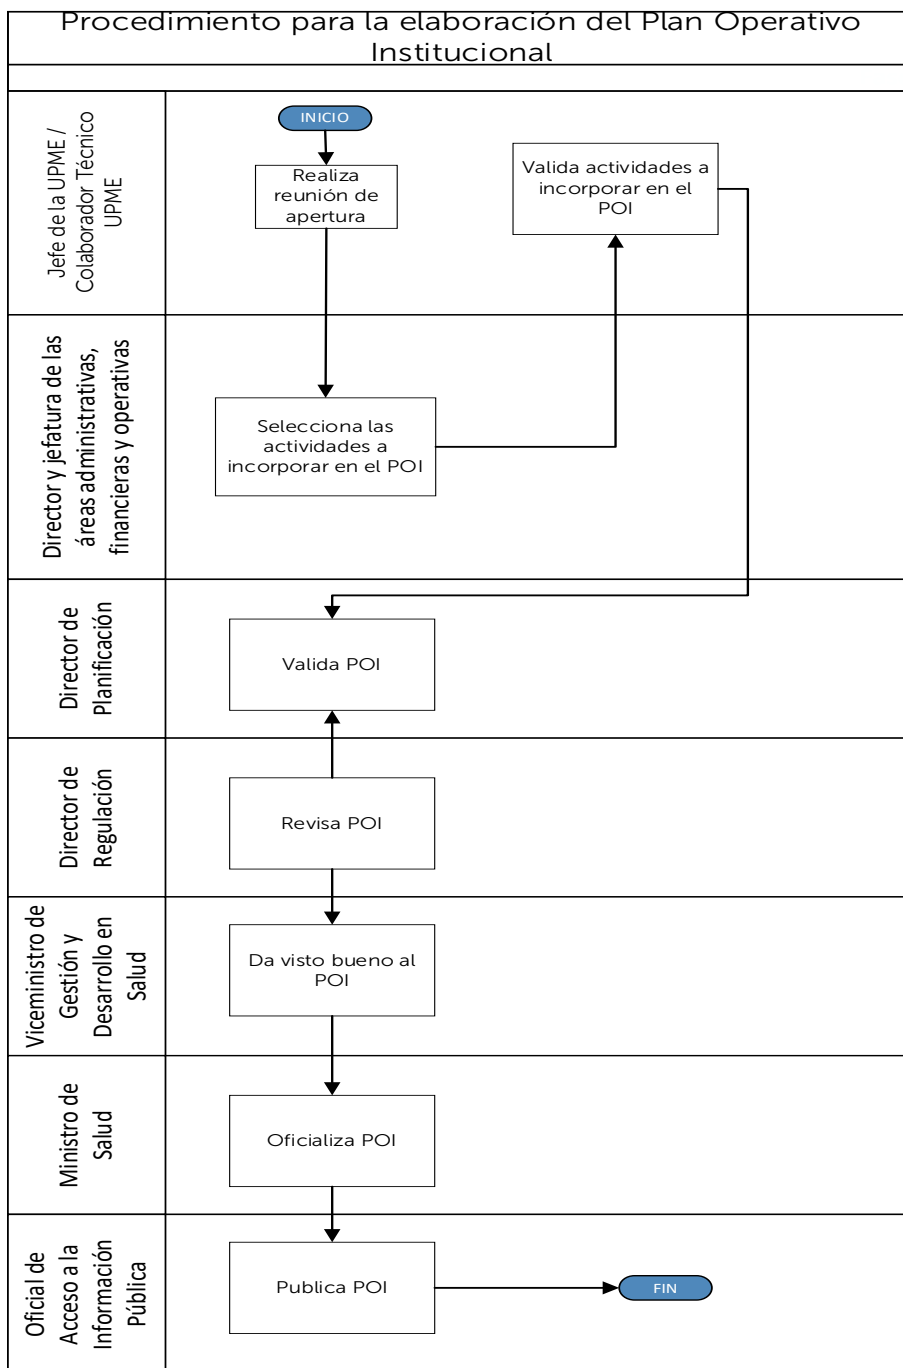 Procedimiento para la elaboración del Plan Operativo
Institucional
Jefe de la UPME /
Colaborador Técnico
UPME
INICIO
Realiza
reunión de
apertura
Valida actividades a
incorporar en el
POI
Director y jefatura de las
áreas administrativas,
financieras y operativas
Selecciona las
actividades a
incorporar en el POI
Director de
Planificación
Valida POI
Director de
Regulación
Revisa POI
Viceministro de
Gestión y
Desarrollo en
Salud
Da visto bueno al
POI
Ministro de
Salud
Oficializa POI
Oficial de
Acceso a la
Información
Pública
Publica POI
FIN